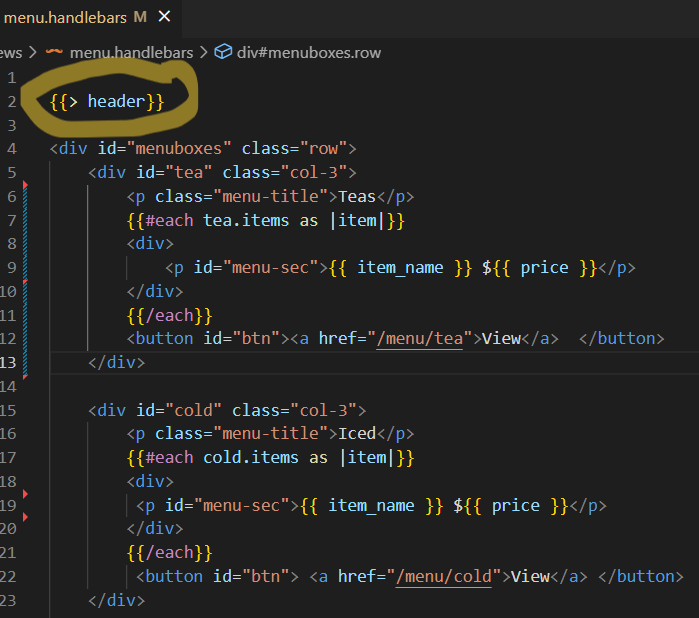 menu.handlebars M ×
ews > menu.handlebars > div#menuboxes.row
1
2 {{> header}}
3
4 <div id="menuboxes" class="row">
5 <div id="tea" class="col-3">
6 <p class="menu-title">Teas</p>
7 {{#each tea.items as |item|}}
8 <div>
9 <p id="menu-sec">{{ item_name }} ${{ price }}</p>
10 </div>
11 {{/each}}
12 <button id="btn"><a href="/menu/tea">View</a>  </button>
13 </div>
14
15 <div id="cold" class="col-3">
16 <p class="menu-title">Iced</p>
17 {{#each cold.items as |item|}}
18 <div>
19 <p id="menu-sec">{{ item_name }} ${{ price }}</p>
20 </div>
21 {{/each}}
22 <button id="btn"> <a href="/menu/cold">View</a> </button>
23 </div>